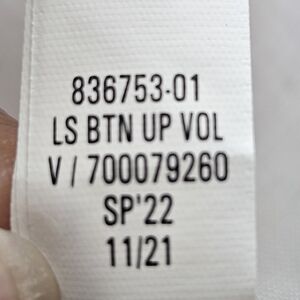 836753-01
LS BTN UP VOL
V / 700079260
SP'22
11/21